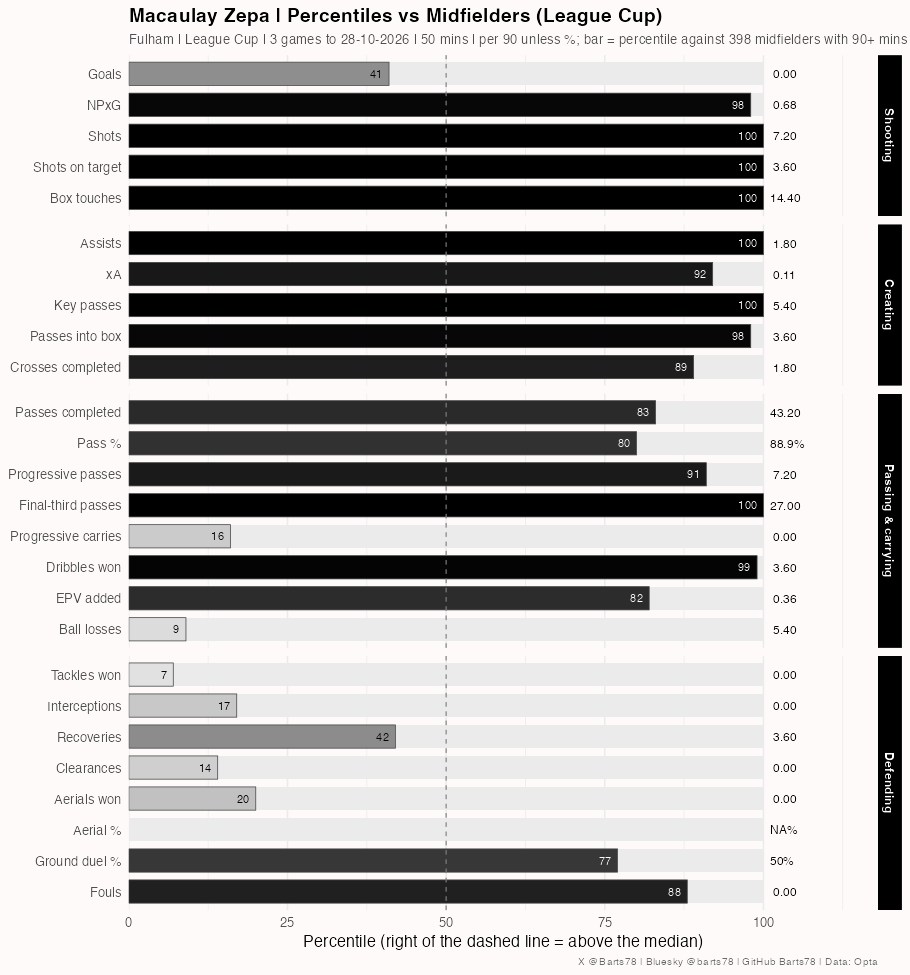 Macaulay Zepa | Percentiles vs Midfielders (League Cup)
Fulham | League Cup | 3 games to 28-10-2026 | 50 mins | per 90 unless %; bar = percentile against 398 midfielders with 90+ mins
Goals 41 0.00
NPxG 98 0.68
Shots 100 7.20
Shots on target 100 3.60
Box touches 100 14.40
Shooting
Assists 100 1.80
xA 92 0.11
Key passes 100 5.40
Passes into box 98 3.60
Crosses completed 89 1.80
Creating
Passes completed 83 43.20
Pass % 80 88.9%
Progressive passes 91 7.20
Final-third passes 100 27.00
Progressive carries 16 0.00
Dribbles won 99 3.60
EPV added 82 0.36
Ball losses 9 5.40
Passing & carrying
Tackles won 7 0.00
Interceptions 17 0.00
Recoveries 42 3.60
Clearances 14 0.00
Aerials won 20 0.00
Aerial % NA%
Ground duel % 77 50%
Fouls 88 0.00
Defending
0 25 50 75 100
Percentile (right of the dashed line = above the median)
X @Barts78 | Bluesky @barts78 | GitHub Barts78 | Data: Opta